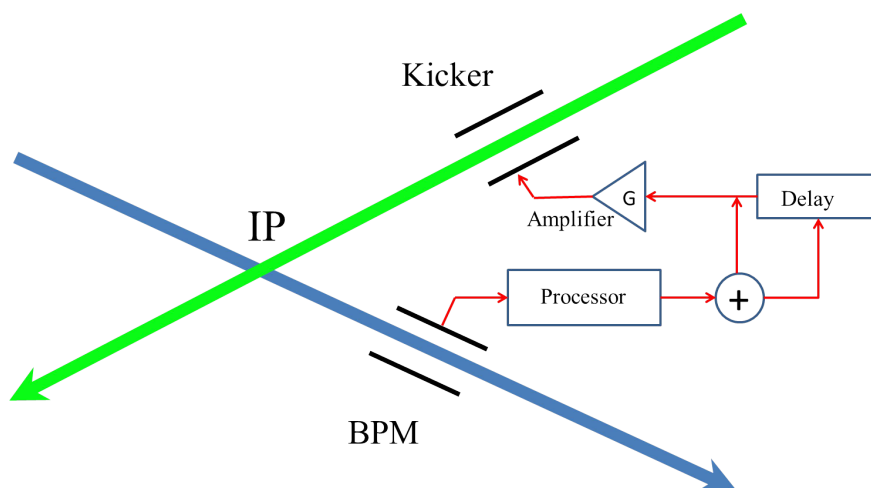 Kicker
IP
G
Amplifier
Delay
Processor
+
BPM